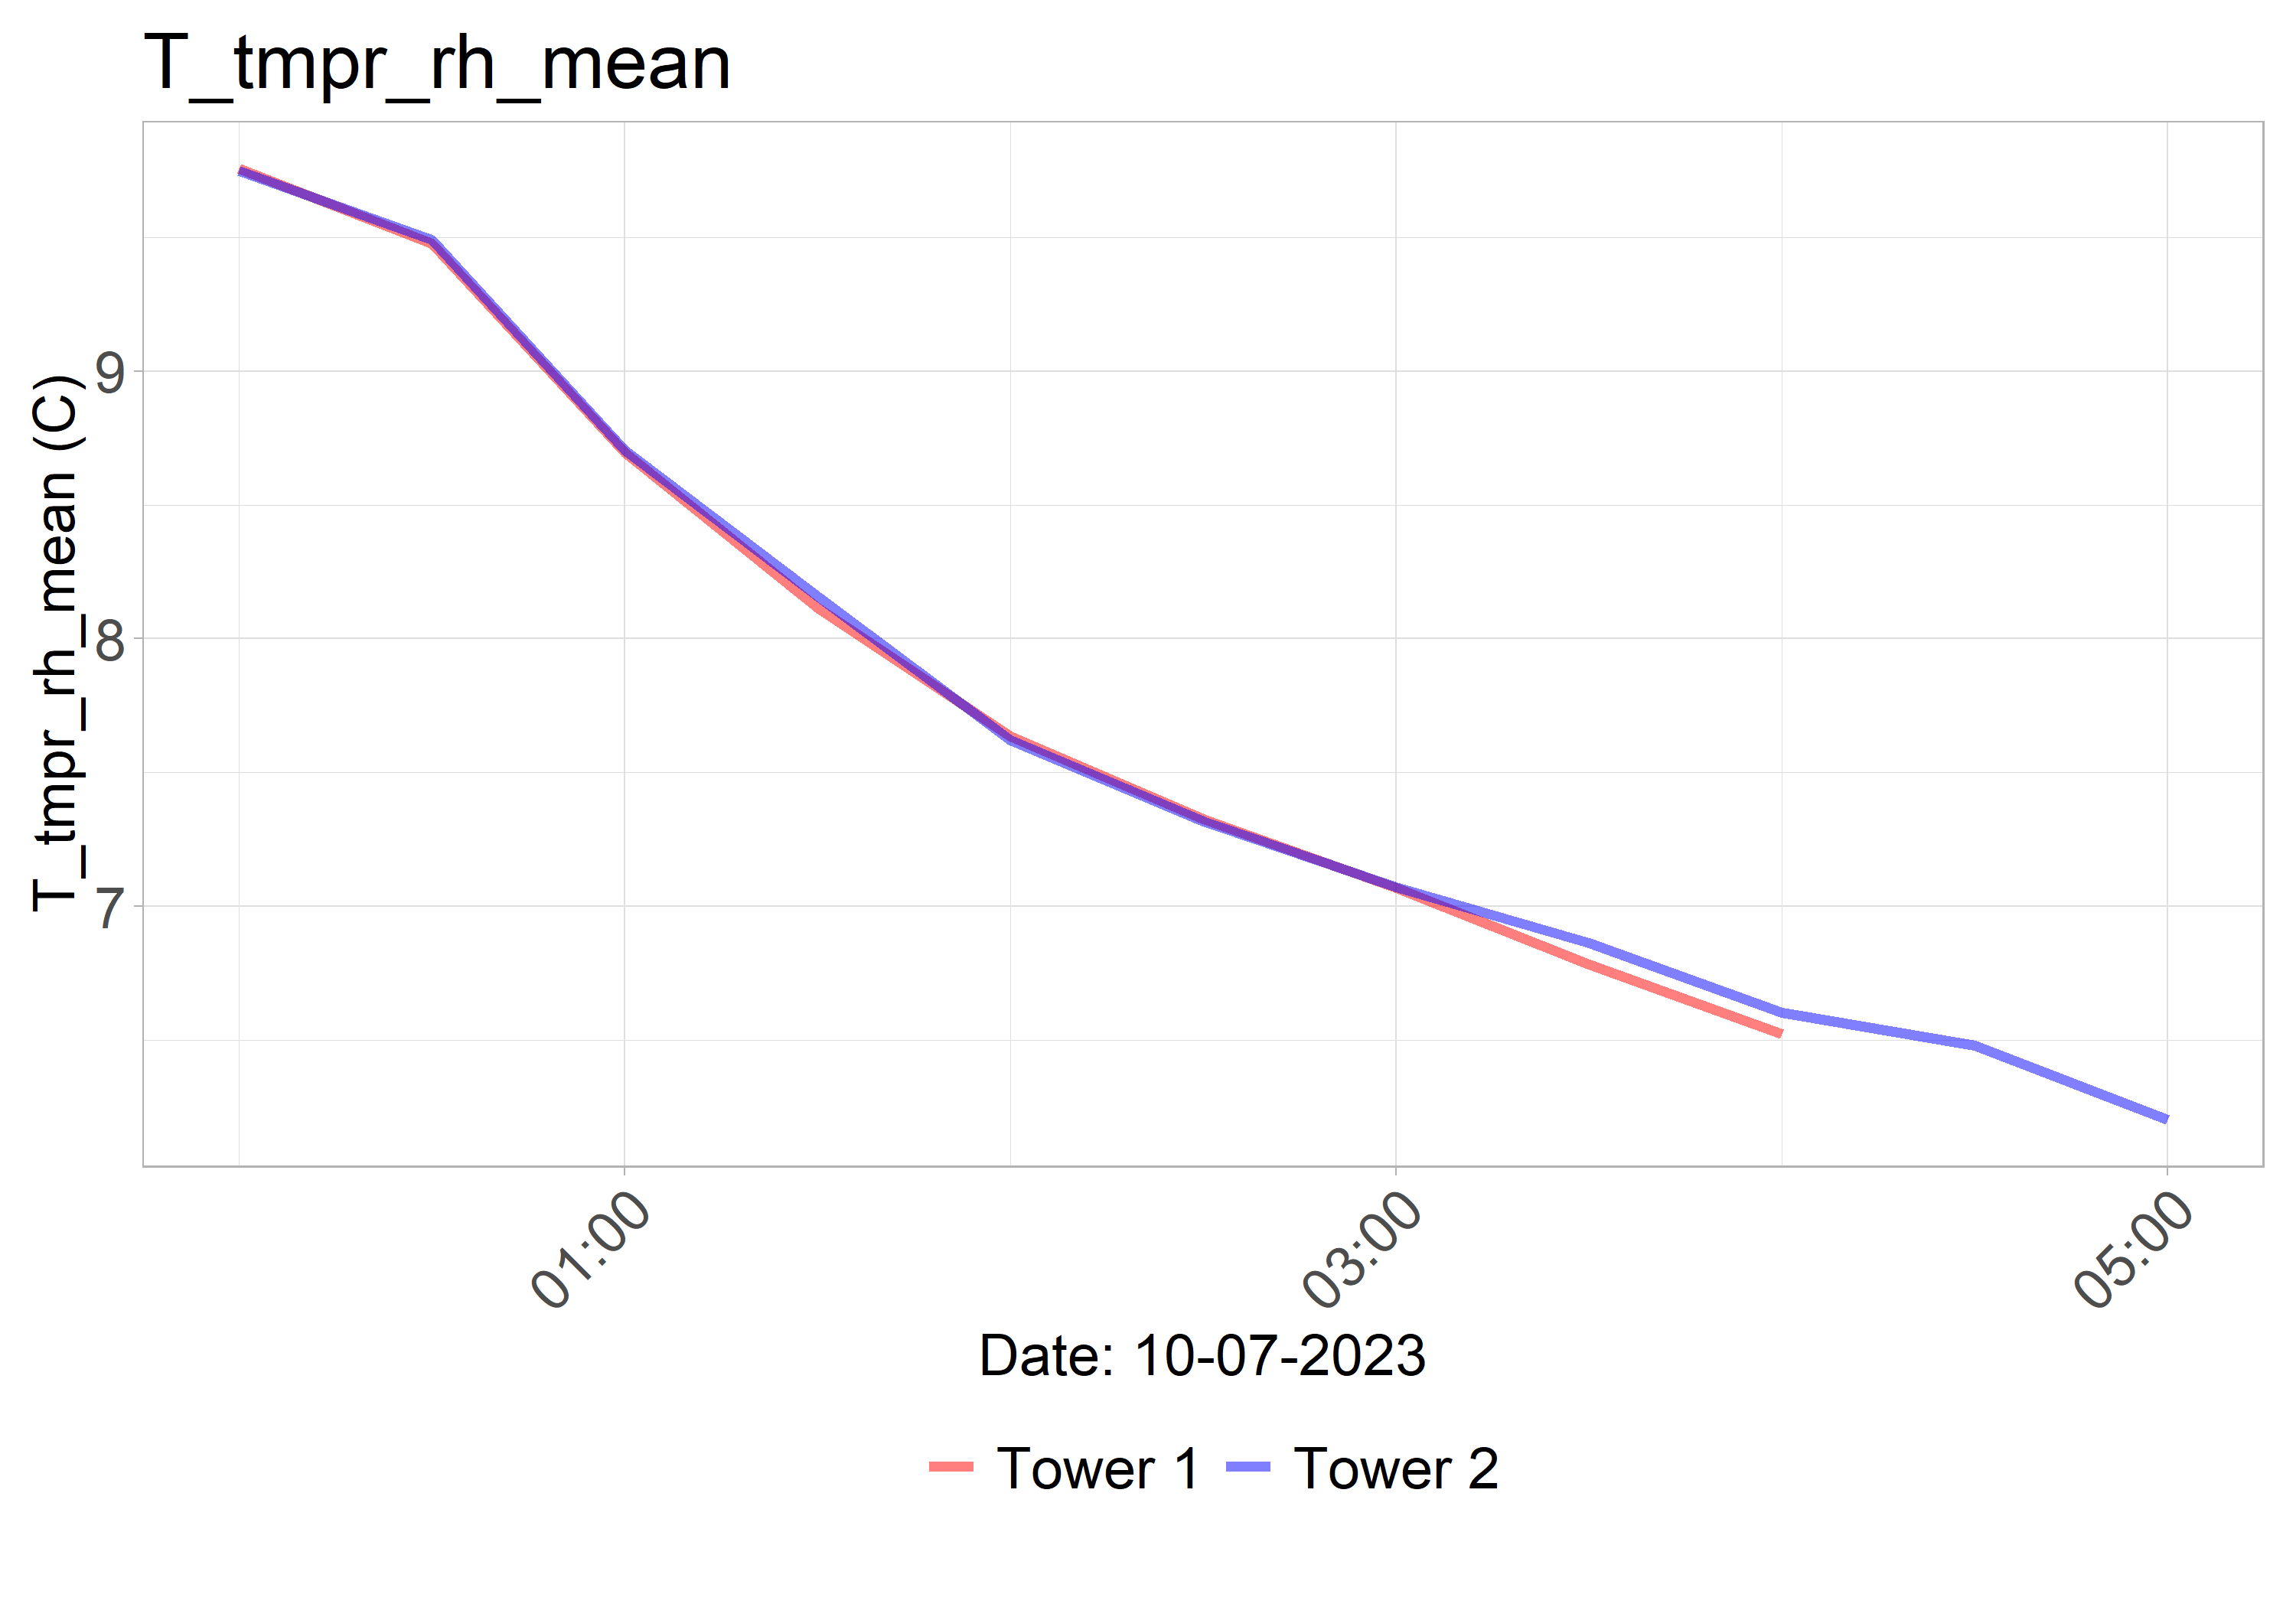 T_tmpr_rh_mean
T_tmpr_rh_mean (C)
9
8
7
01:00
03:00
05:00
Date: 10-07-2023
Tower 1
Tower 2